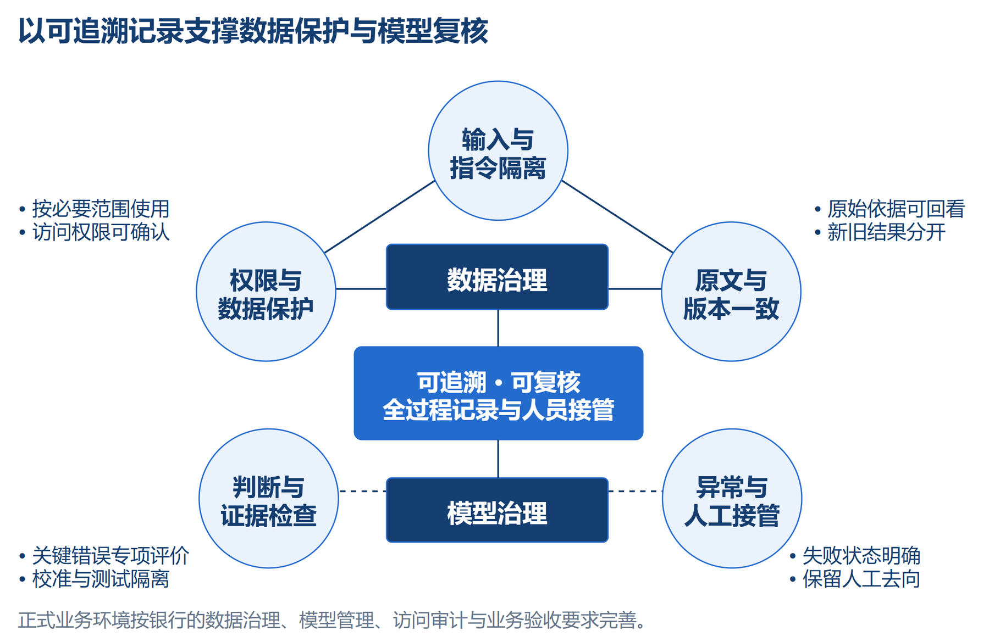 以可追溯记录支撑数据保护与模型复核
输入与
指令隔离
• 按必要范围使用
• 访问权限可确认
• 原始依据可回看
• 新旧结果分开
权限与
数据保护
数据治理
原文与
版本一致
可追溯 • 可复核
全过程记录与人员接管
判断与
证据检查
模型治理
异常与
人工接管
• 关键错误专项评价
• 校准与测试隔离
• 失败状态明确
• 保留人工去向
正式业务环境按银行的数据治理、模型管理、访问审计与业务验收要求完善。